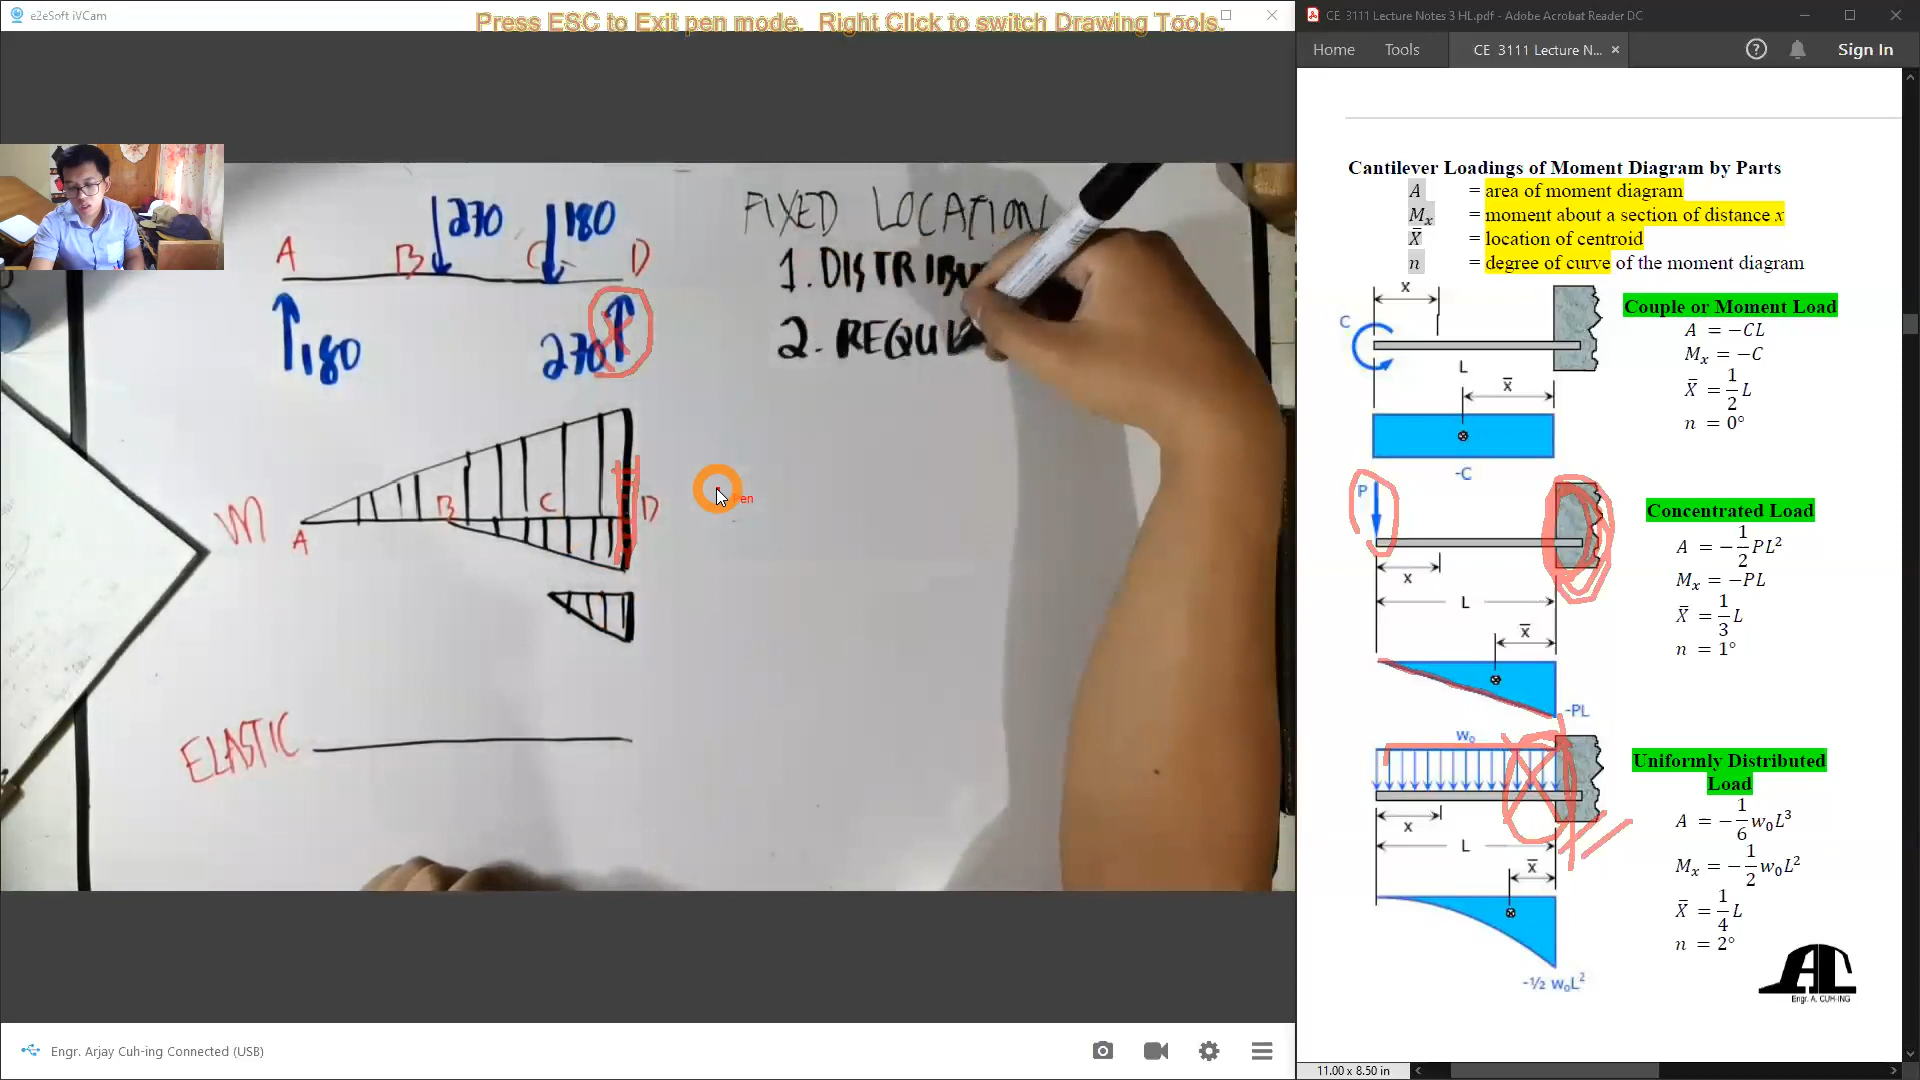 e2eSoft iVCam
Press ESC to Exit pen mode. Right Click to switch Drawing Tools.
270
180
A
B
C
D
180
270
M
A
B
C
D
ELASTIC
FIXED LOCATION
1. DISTRIBU
2. REQUI
Pen
Engr. Arjay Cuh-ing Connected (USB)
CE 3111 Lecture Notes 3 HL.pdf - Adobe Acrobat Reader DC
Home Tools CE 3111 Lecture N... × Sign In
Cantilever Loadings of Moment Diagram by Parts
A = area of moment diagram
Mₓ = moment about a section of distance x
X̄ = location of centroid
n = degree of curve of the moment diagram
x
C
L
x̄
-C
Couple or Moment Load
A = −CL
Mₓ = −C
X̄ = 1/2 L
n = 0°
P
x
L
x̄
-PL
Concentrated Load
A = −1/2 PL²
Mₓ = −PL
X̄ = 1/3 L
n = 1°
w₀
x
L
x̄
-½ w₀L²
Uniformly Distributed
Load
A = −1/6 w₀L³
Mₓ = −1/2 w₀L²
X̄ = 1/4 L
n = 2°
Engr. A. CUH-ING
11.00 x 8.50 in